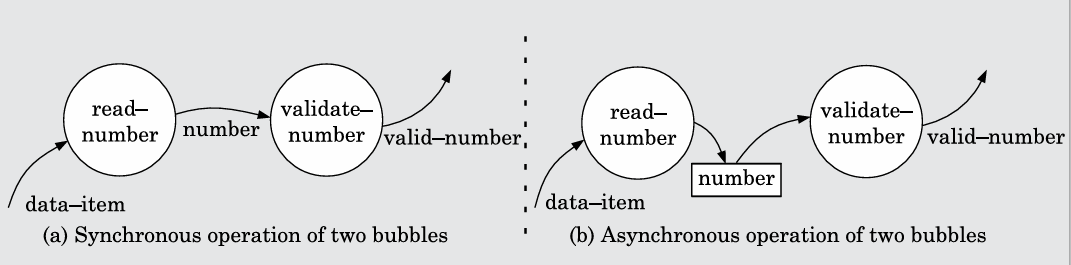 read–
number
number
validate–
number
valid–number
data–item
(a) Synchronous operation of two bubbles
read–
number
number
validate–
number
valid–number
data–item
(b) Asynchronous operation of two bubbles